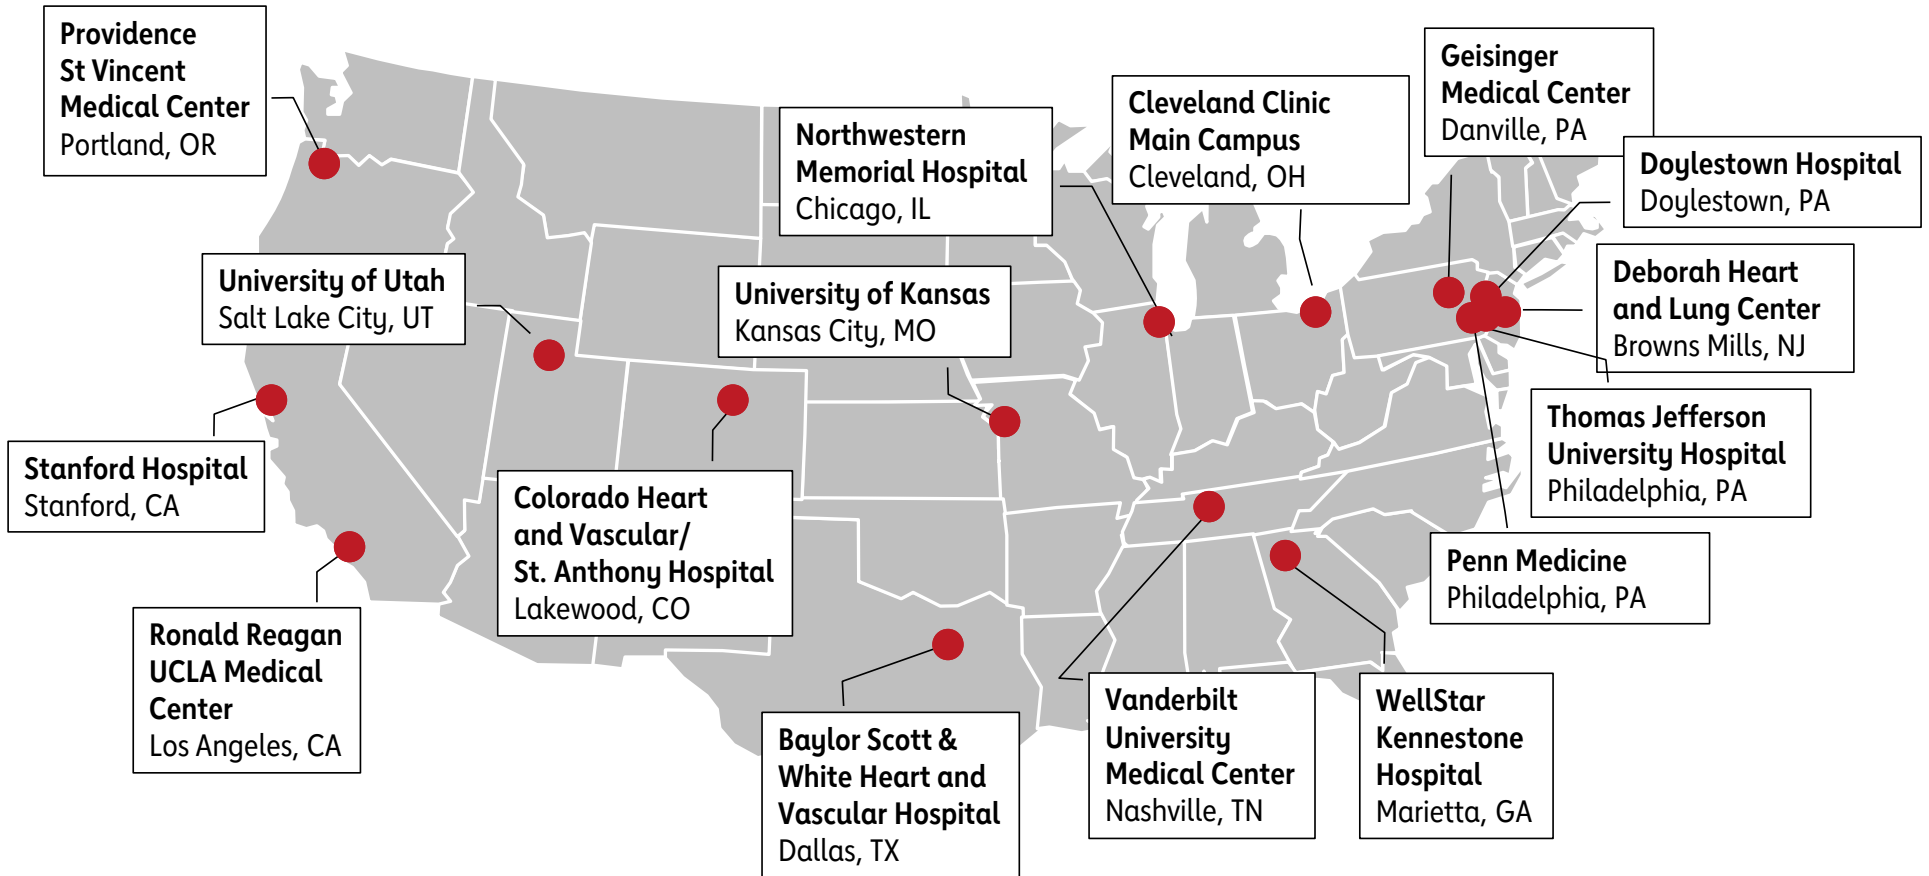 Providence
St Vincent
Medical Center
Portland, OR
Northwestern
Memorial Hospital
Chicago, IL
Cleveland Clinic
Main Campus
Cleveland, OH
Geisinger
Medical Center
Danville, PA
Doylestown Hospital
Doylestown, PA
University of Utah
Salt Lake City, UT
University of Kansas
Kansas City, MO
Deborah Heart
and Lung Center
Browns Mills, NJ
Stanford Hospital
Stanford, CA
Colorado Heart
and Vascular/
St. Anthony Hospital
Lakewood, CO
Thomas Jefferson
University Hospital
Philadelphia, PA
Penn Medicine
Philadelphia, PA
Ronald Reagan
UCLA Medical
Center
Los Angeles, CA
Baylor Scott &
White Heart and
Vascular Hospital
Dallas, TX
Vanderbilt
University
Medical Center
Nashville, TN
WellStar
Kennestone
Hospital
Marietta, GA